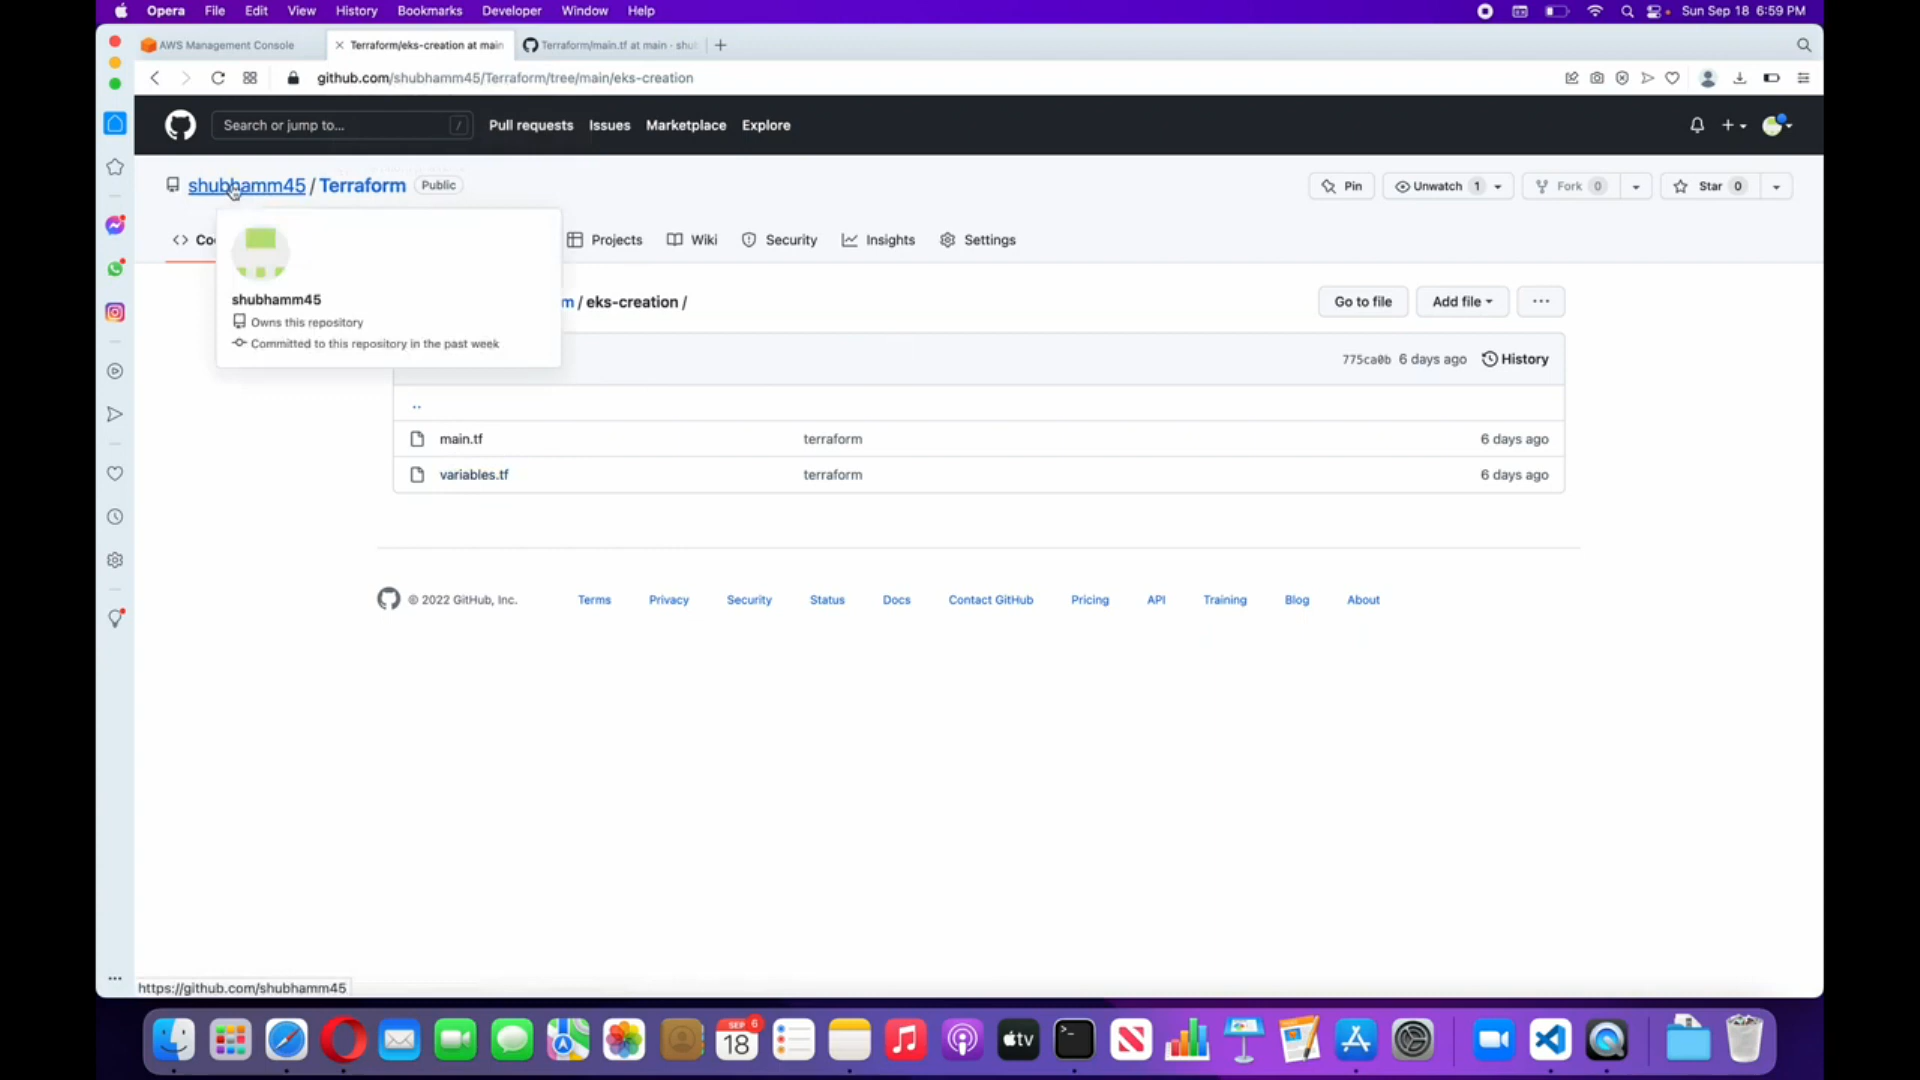 Opera File Edit View History Bookmarks Developer Window Help Sun Sep 18 6:59 PM
AWS Management Console Terraform/eks-creation at main Terraform/main.tf at main · shu
github.com/shubhamm45/Terraform/tree/main/eks-creation
Search or jump to... / Pull requests Issues Marketplace Explore
shubhamm45 / Terraform Public Pin Unwatch 1 Fork 0 Star 0
<> Co Projects Wiki Security Insights Settings
shubhamm45
Owns this repository
Committed to this repository in the past week
m / eks-creation / Go to file Add file ...
775ca0b 6 days ago History
..
main.tf terraform 6 days ago
variables.tf terraform 6 days ago
© 2022 GitHub, Inc. Terms Privacy Security Status Docs Contact GitHub Pricing API Training Blog About
https://github.com/shubhamm45
SEP 6
18
tv